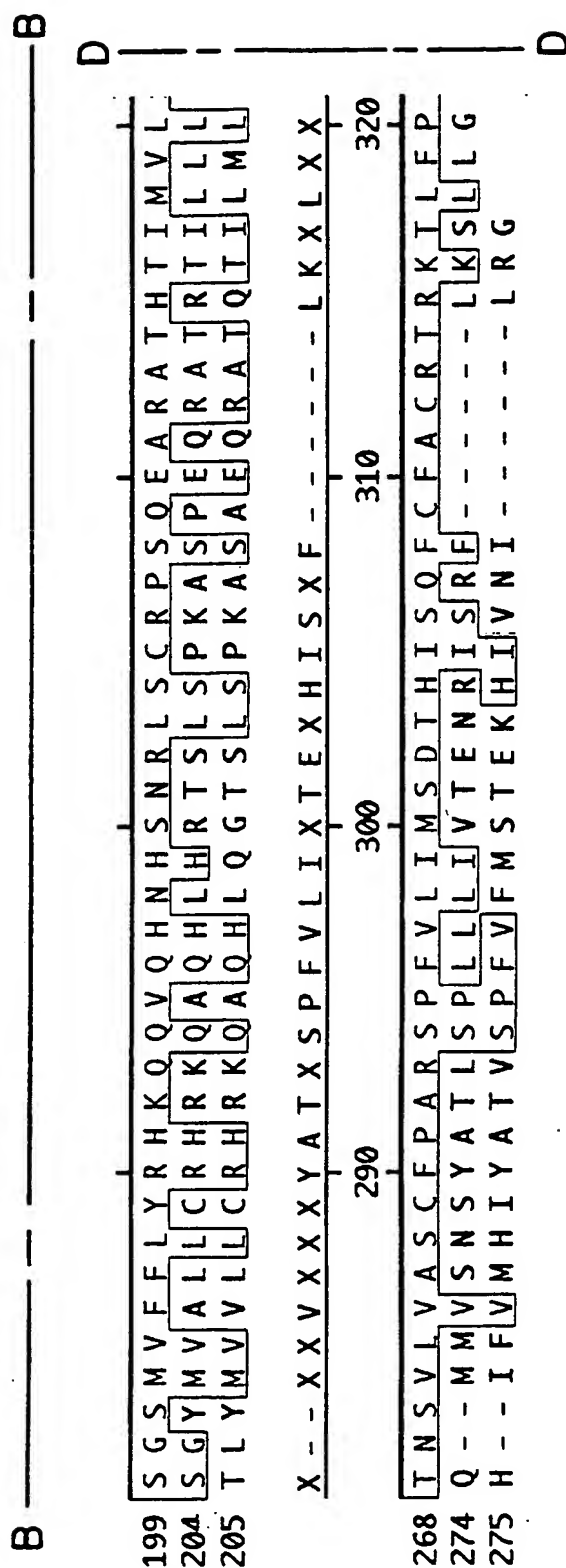 B B
199 S G S M V F F L Y R H K Q Q V Q H N H S N R L S C R P S Q E A R A T H T I M V L
204 S G Y M V A L L C R H R K Q A Q H L H R T S L S P K A S P E Q R A T R T I L L L
205 T L Y M V V L L C R H R K Q A Q H L Q G T S L S P K A S A E Q R A T Q T I L M L
D
X - - X X V X X X Y A T X S P F V L I X T E X H I S X F - - - - - - L K X L X X
290 300 310 320
268 T N S V L V A S C F P A R S P F V L I M S D T H I S Q F C F A C R T R K T L F P
274 Q - - M M V S N S Y A T L S P L L L I V T E N R I S R F - - - - - - L K S L L G
275 H - - I F V M H I Y A T V S P F V F M S T E K H I V N I - - - - - - L R G
D